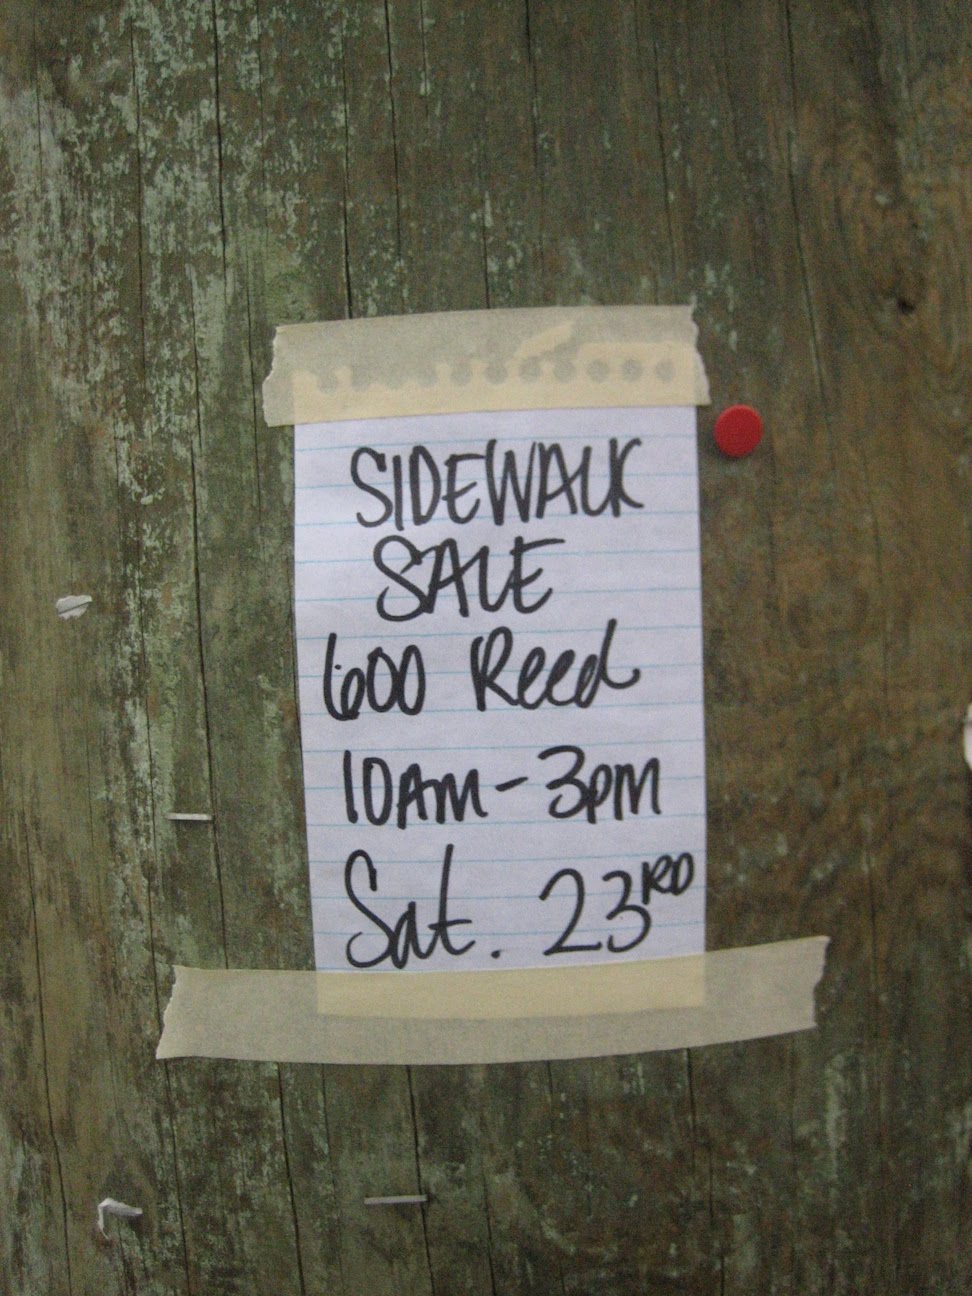 SIDEWALK
SALE
600 Reed
10AM - 3PM
Sat. 23RD